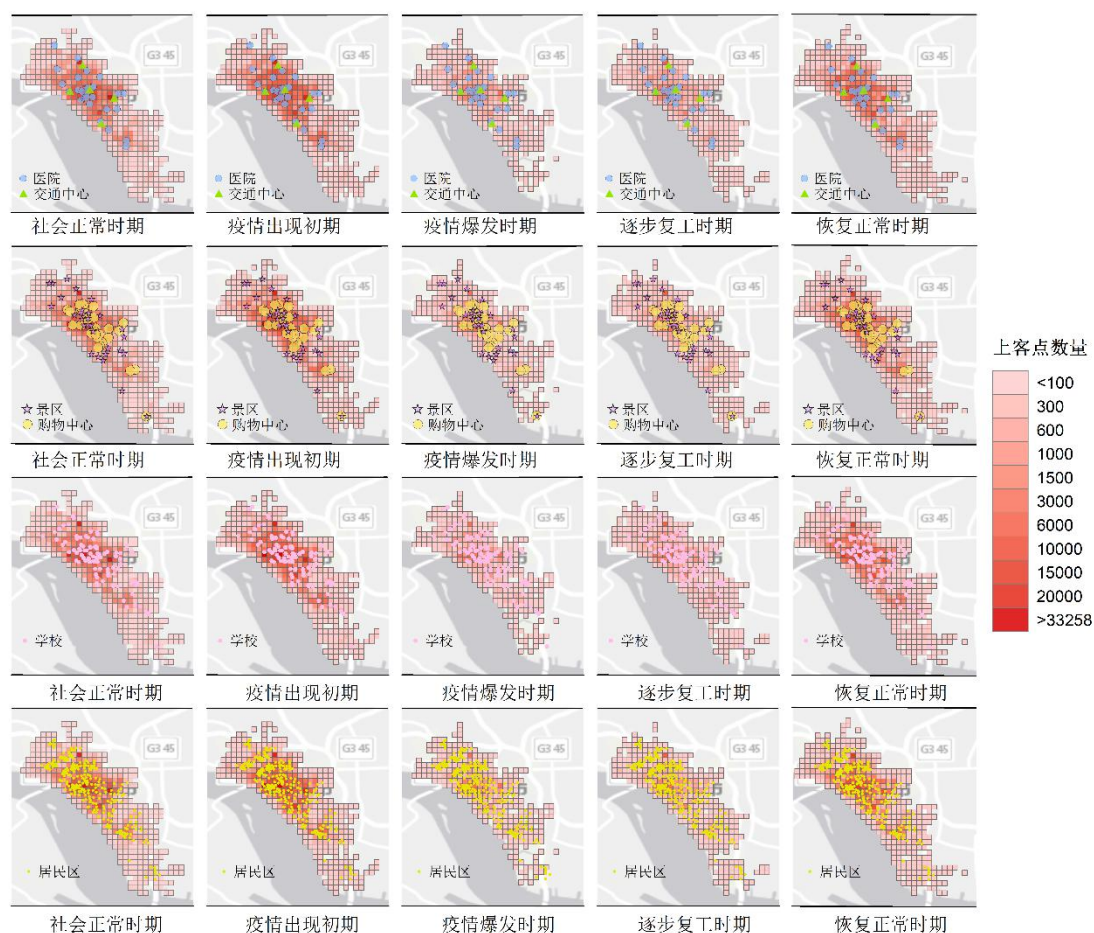 G3 45 G3 45 G3 45 G3 45 G3 45
医院 医院 医院 医院 医院
交通中心 交通中心 交通中心 交通中心 交通中心
社会正常时期 疫情出现初期 疫情爆发时期 逐步复工时期 恢复正常时期
G3 45 G3 45 G3 45 G3 45 G3 45
景区 景区 景区 景区 景区
购物中心 购物中心 购物中心 购物中心 购物中心
社会正常时期 疫情出现初期 疫情爆发时期 逐步复工时期 恢复正常时期
G3 45 G3 45 G3 45 G3 45 G3 45
学校 学校 学校 学校 学校
社会正常时期 疫情出现初期 疫情爆发时期 逐步复工时期 恢复正常时期
G3 45 G3 45 G3 45 G3 45 G3 45
居民区 居民区 居民区 居民区 居民区
社会正常时期 疫情出现初期 疫情爆发时期 逐步复工时期 恢复正常时期
上客点数量
<100
300
600
1000
1500
3000
6000
10000
15000
20000
>33258